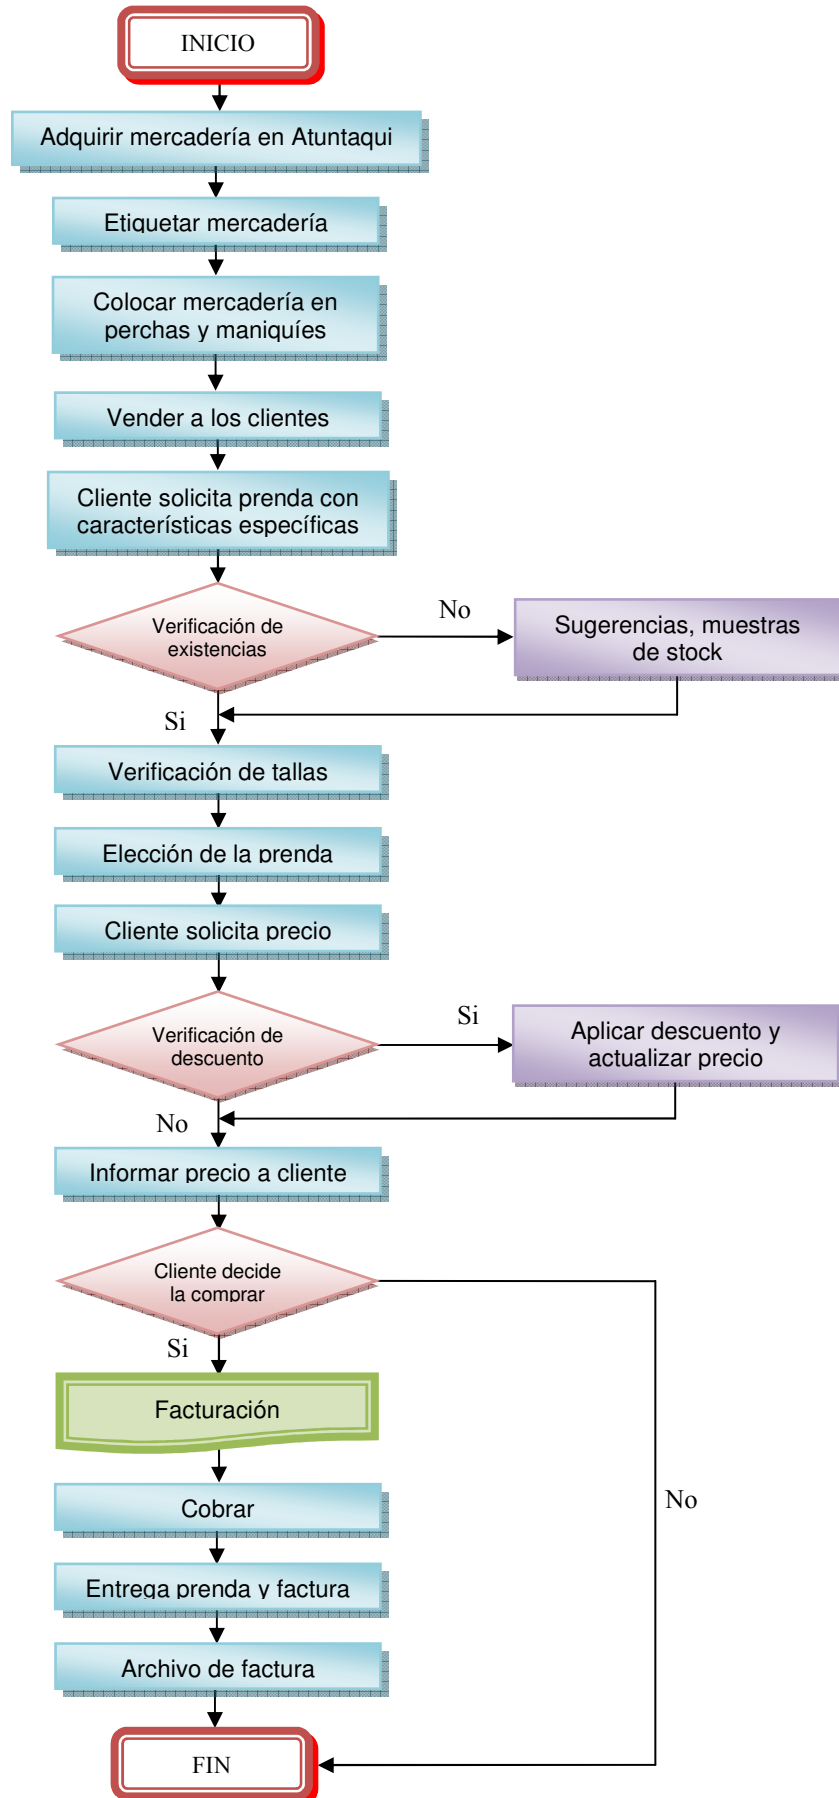 INICIO
Adquirir mercadería en Atuntaqui
Etiquetar mercadería
Colocar mercadería en
perchas y maniquíes
Vender a los clientes
Cliente solicita prenda con
características específicas
Verificación de
existencias
No
Sugerencias, muestras
de stock
Si
Verificación de tallas
Elección de la prenda
Cliente solicita precio
Verificación de
descuento
Si
Aplicar descuento y
actualizar precio
No
Informar precio a cliente
Cliente decide
la comprar
Si
Facturación
No
Cobrar
Entrega prenda y factura
Archivo de factura
FIN